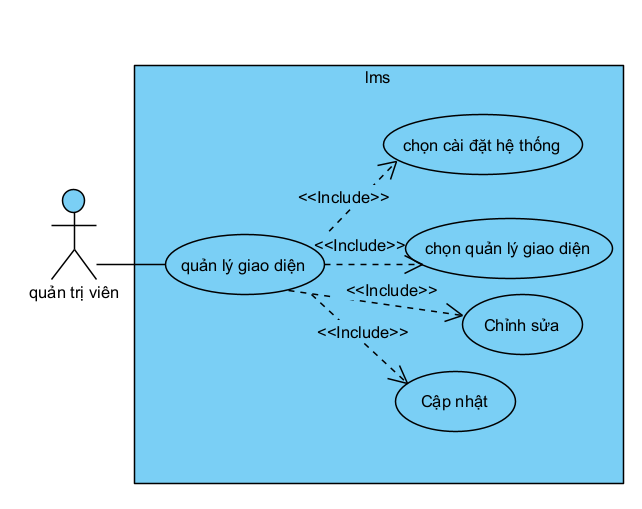 lms
chọn cài đặt hệ thống
<<Include>>
<<Include>>
chọn quản lý giao diện
quản lý giao diện
quản trị viên
<<Include>>
Chỉnh sửa
<<Include>>
Cập nhật